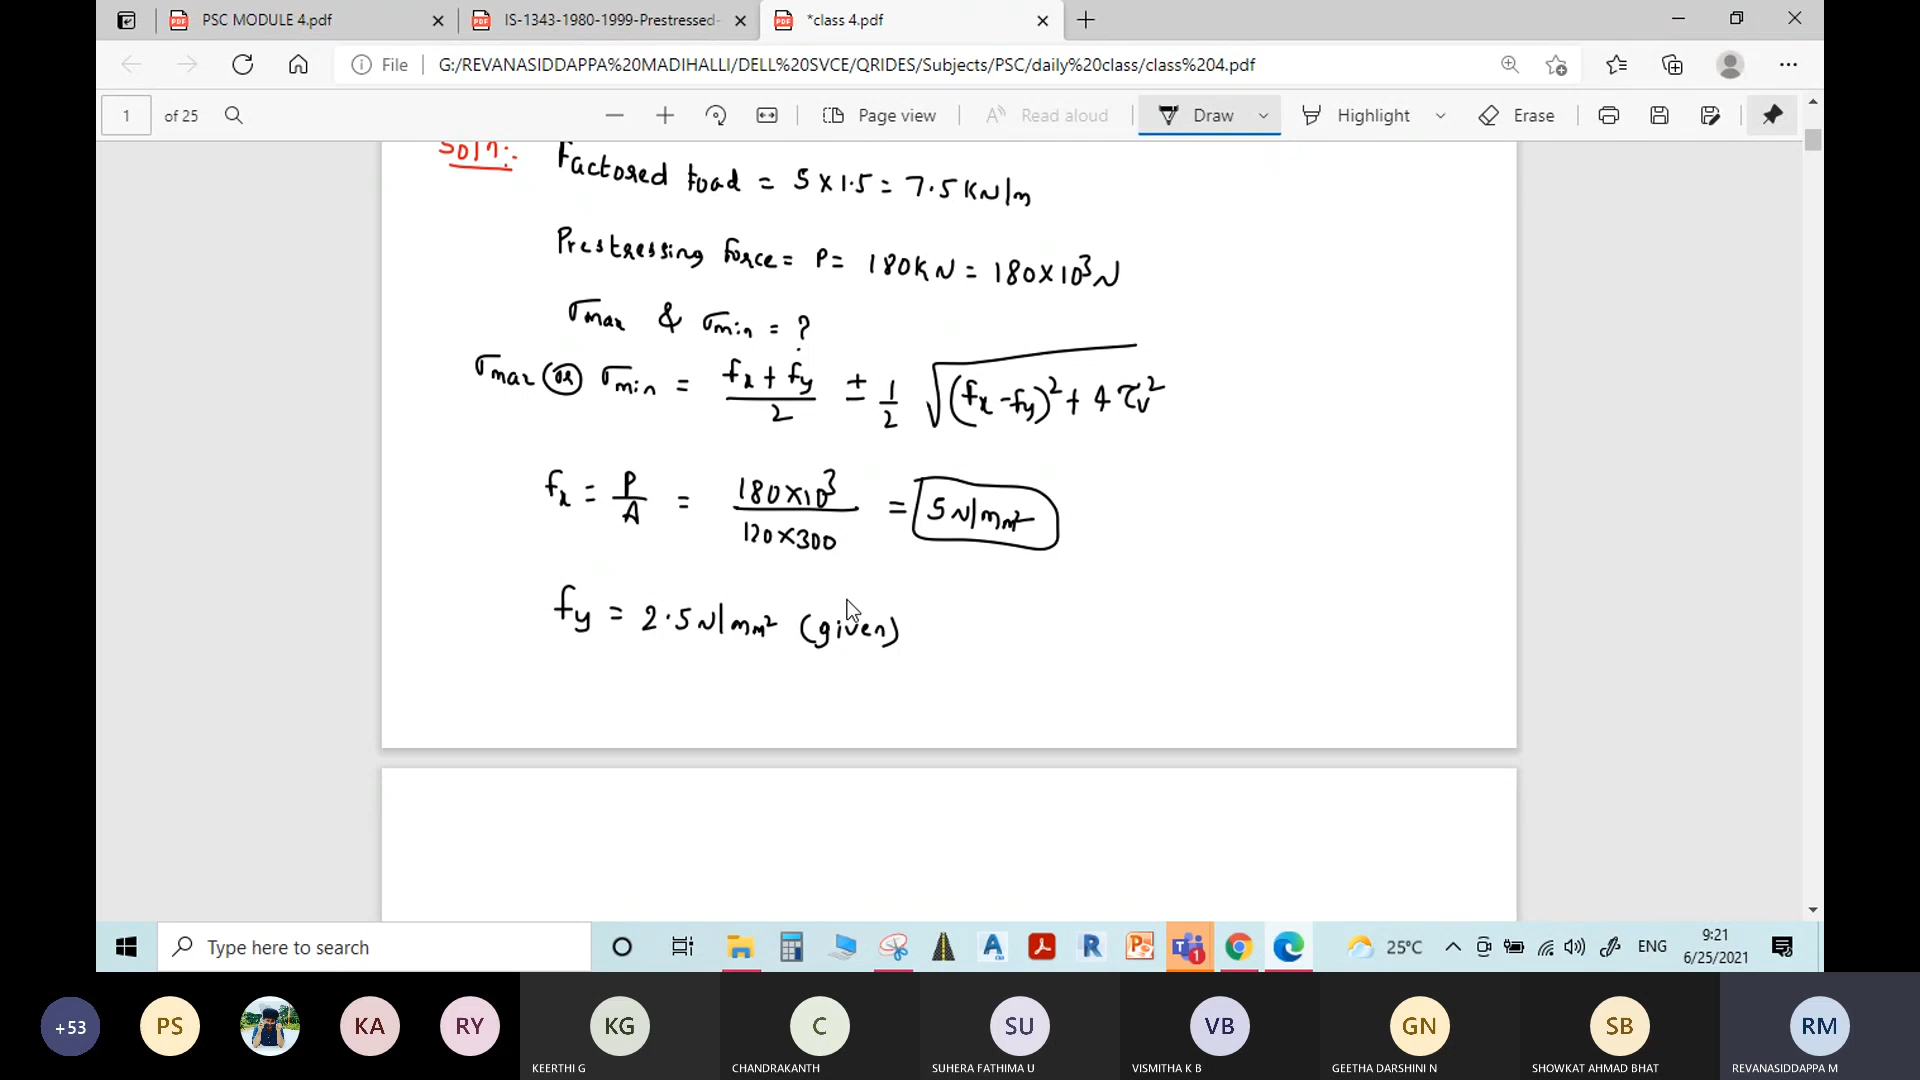 PSC MODULE 4.pdf
IS-1343-1980-1999-Prestressed-
*class 4.pdf
File
G:/REVANASIDDAPPA%20MADIHALLI/DELL%20SVCE/QRIDES/Subjects/PSC/daily%20class/class%204.pdf
1 of 25
Page view
Read aloud
Draw
Highlight
Erase
Soln:-
Factored load = 5 X 1.5 = 7.5 KN/m
Prestressing force = P = 180KN = 180X10³N
σmax & σmin = ?
σmax (or) σmin = (fx + fy)/2 ± 1/2 √((fx - fy)² + 4 τv²)
fx = P/A = 180X10³/120X300 = 5 N/mm²
fy = 2.5 N/mm² (given)
Type here to search
25°C
ENG
9:21
6/25/2021
1
+53
PS
KA
RY
KG
C
SU
VB
GN
SB
RM
KEERTHI G
CHANDRAKANTH
SUHERA FATHIMA U
VISMITHA K B
GEETHA DARSHINI N
SHOWKAT AHMAD BHAT
REVANASIDDAPPA M